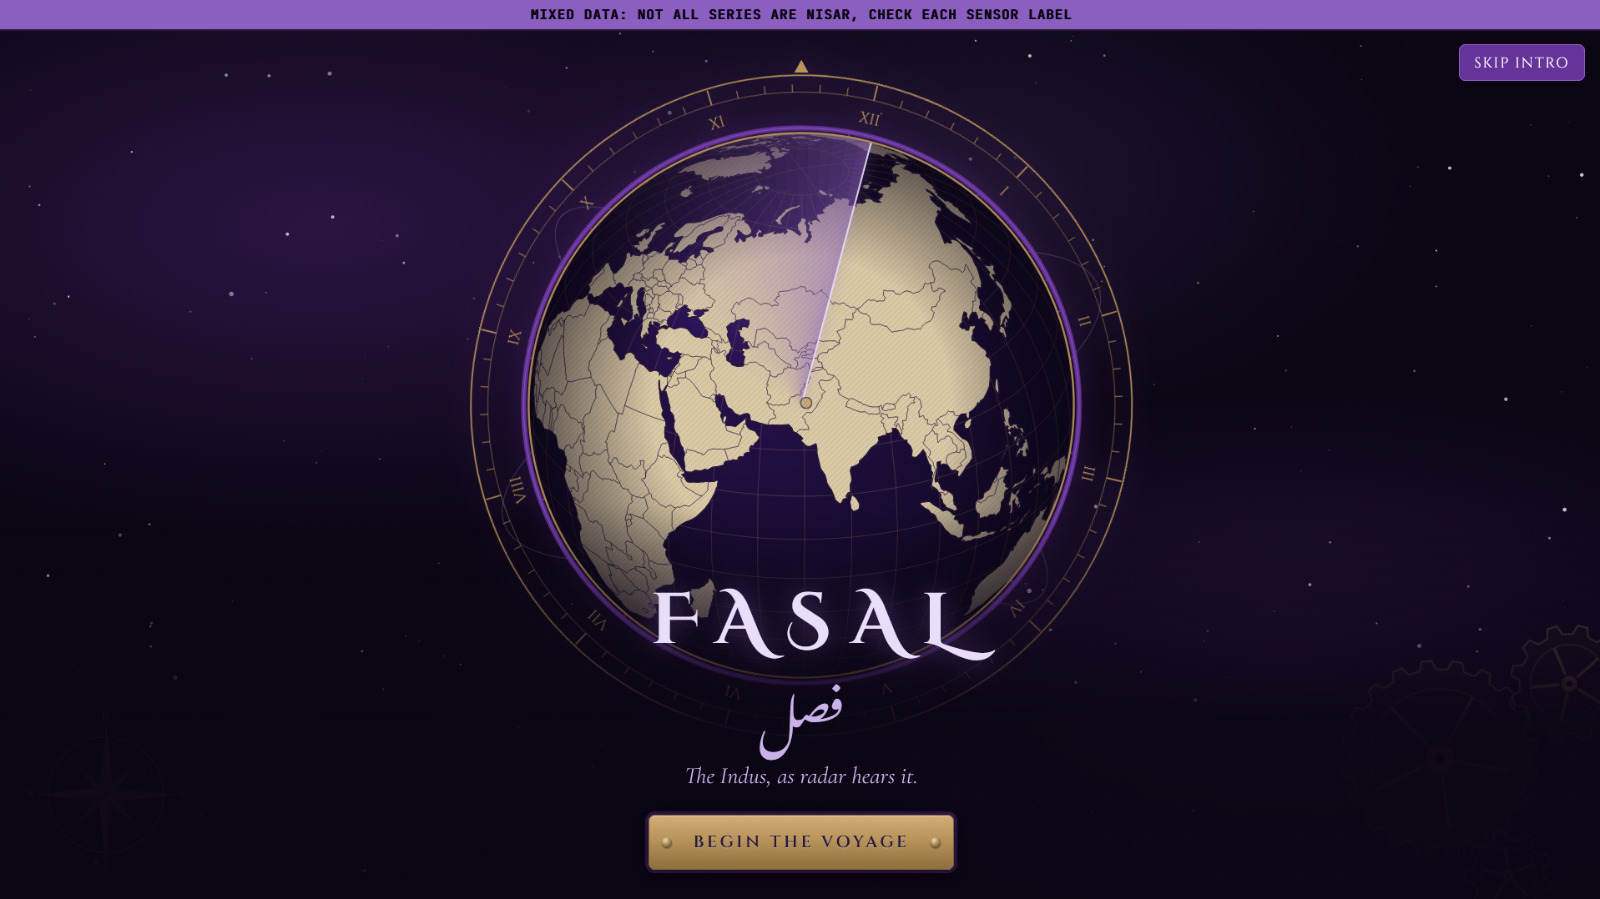 MIXED DATA: NOT ALL SERIES ARE NISAR, CHECK EACH SENSOR LABEL
SKIP INTRO
XI
XII
X
I
IX
II
VIII
III
VII
IV
VI
V
FASAL
فصل
The Indus, as radar hears it.
BEGIN THE VOYAGE